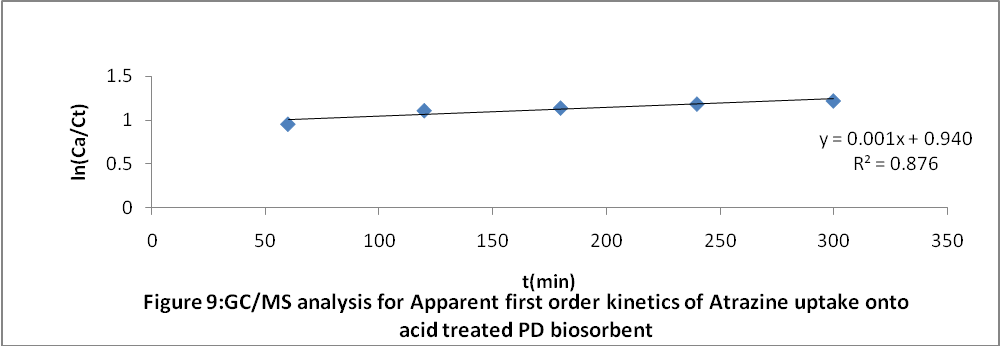 1.5
1
0.5
0
ln(Ca/Ct)
y = 0.001x + 0.940
R² = 0.876
0 50 100 150 200 250 300 350
t(min)
Figure 9:GC/MS analysis for Apparent first order kinetics of Atrazine uptake onto
acid treated PD biosorbent